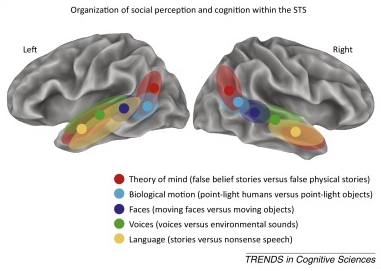 Organization of social perception and cognition within the STS
Left
Right
Theory of mind (false belief stories versus false physical stories)
Biological motion (point-light humans versus point-light objects)
Faces (moving faces versus moving objects)
Voices (voices versus environmental sounds)
Language (stories versus nonsense speech)
TRENDS in Cognitive Sciences